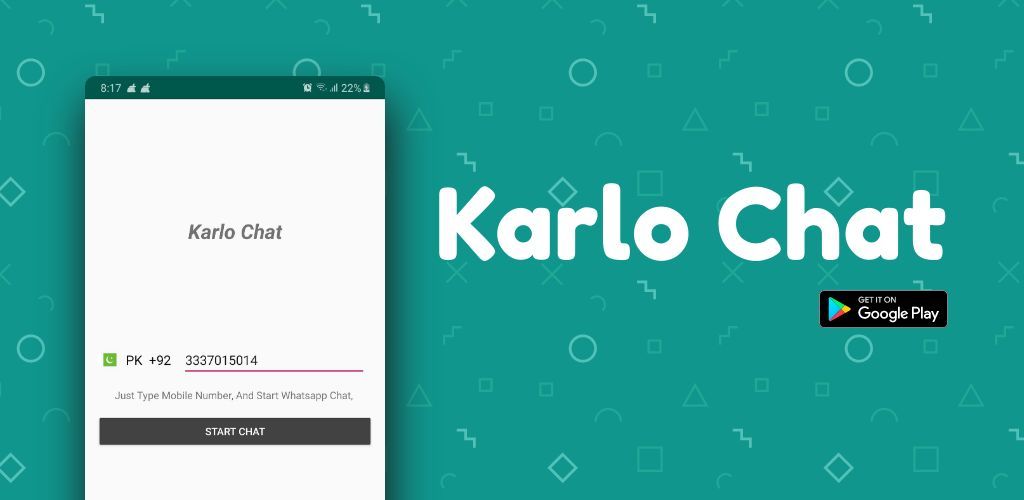 8:17 22%
Karlo Chat
PK +92 3337015014
Just Type Mobile Number, And Start Whatsapp Chat,
START CHAT
Karlo Chat
GET IT ON
Google Play